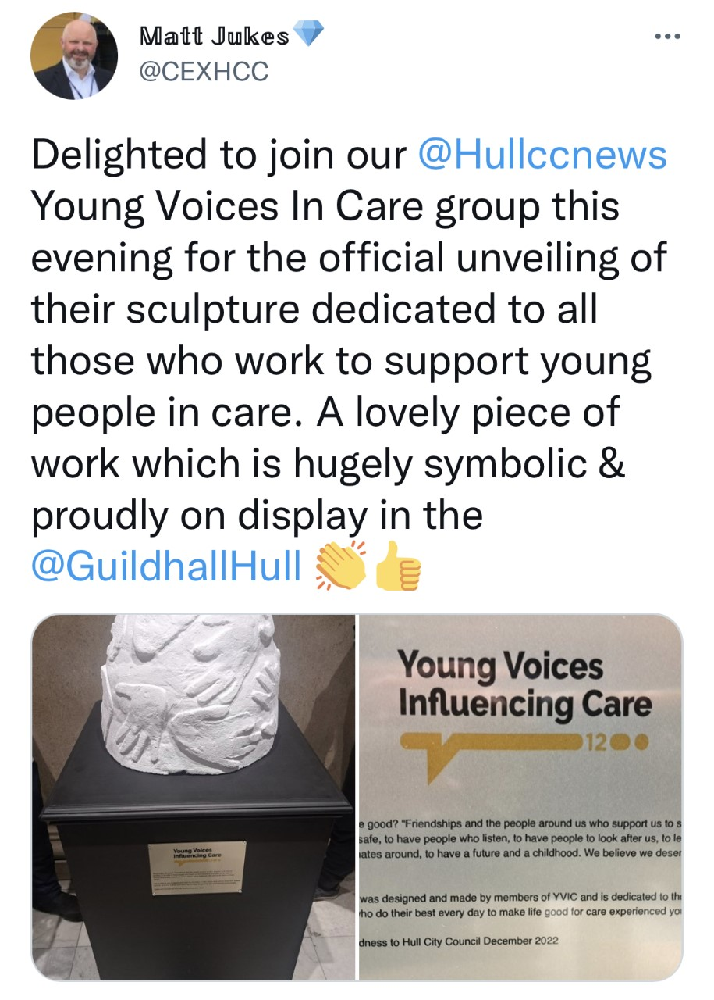 Matt Jukes💎
@CEXHCC
Delighted to join our @Hullccnews
Young Voices In Care group this
evening for the official unveiling of
their sculpture dedicated to all
those who work to support young
people in care. A lovely piece of
work which is hugely symbolic &
proudly on display in the
@GuildhallHull 👏👍
Young Voices
Influencing Care
Young Voices
Influencing Care
12
e good? "Friendships and the people around us who support us to s
safe, to have people who listen, to have people to look after us, to le
ates around, to have a future and a childhood. We believe we deser
was designed and made by members of YVIC and is dedicated to the
ho do their best every day to make life good for care experienced you
dness to Hull City Council December 2022